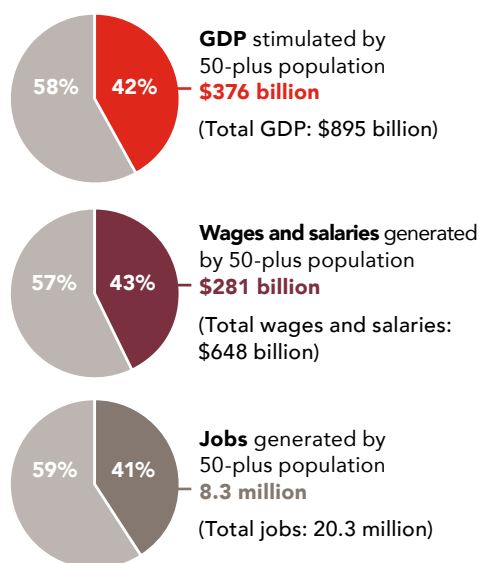 GDP stimulated by
50-plus population
58% 42% $376 billion
(Total GDP: $895 billion)
Wages and salaries generated
by 50-plus population
57% 43% $281 billion
(Total wages and salaries:
$648 billion)
Jobs generated by
50-plus population
59% 41% 8.3 million
(Total jobs: 20.3 million)